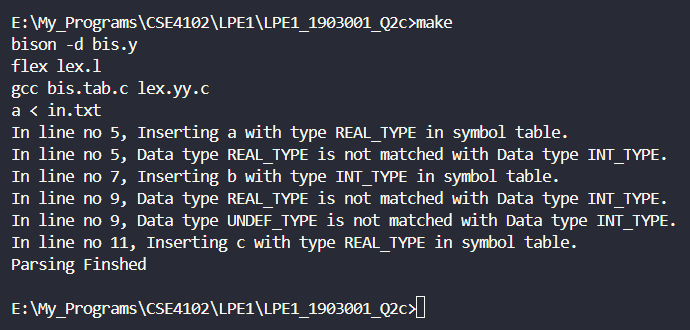 E:\My_Programs\CSE4102\LPE1\LPE1_1903001_Q2c>make
bison -d bis.y
flex lex.l
gcc bis.tab.c lex.yy.c
a < in.txt
In line no 5, Inserting a with type REAL_TYPE in symbol table.
In line no 5, Data type REAL_TYPE is not matched with Data type INT_TYPE.
In line no 7, Inserting b with type INT_TYPE in symbol table.
In line no 9, Data type REAL_TYPE is not matched with Data type INT_TYPE.
In line no 9, Data type UNDEF_TYPE is not matched with Data type INT_TYPE.
In line no 11, Inserting c with type REAL_TYPE in symbol table.
Parsing Finshed
E:\My_Programs\CSE4102\LPE1\LPE1_1903001_Q2c>